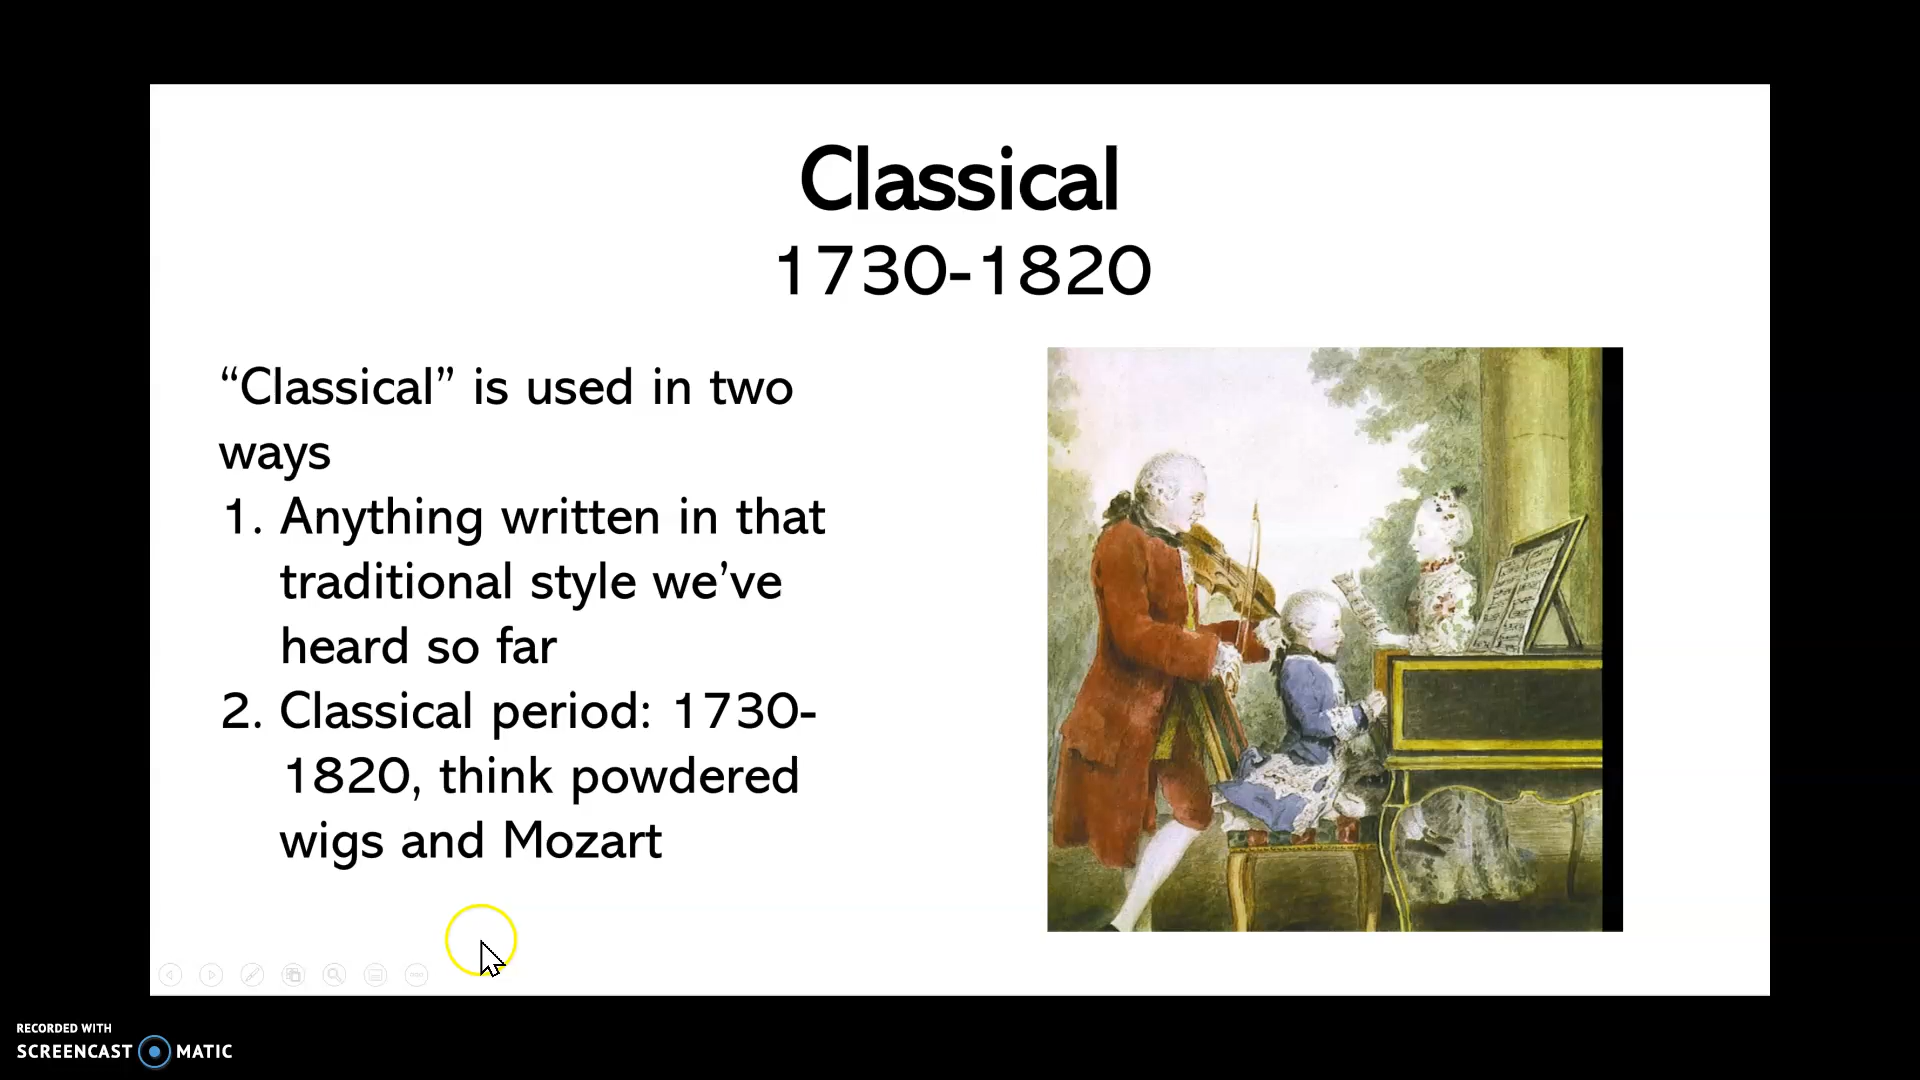 Classical
1730-1820
“Classical” is used in two
ways
1. Anything written in that
traditional style we’ve
heard so far
2. Classical period: 1730-
1820, think powdered
wigs and Mozart
RECORDED WITH
SCREENCAST MATIC